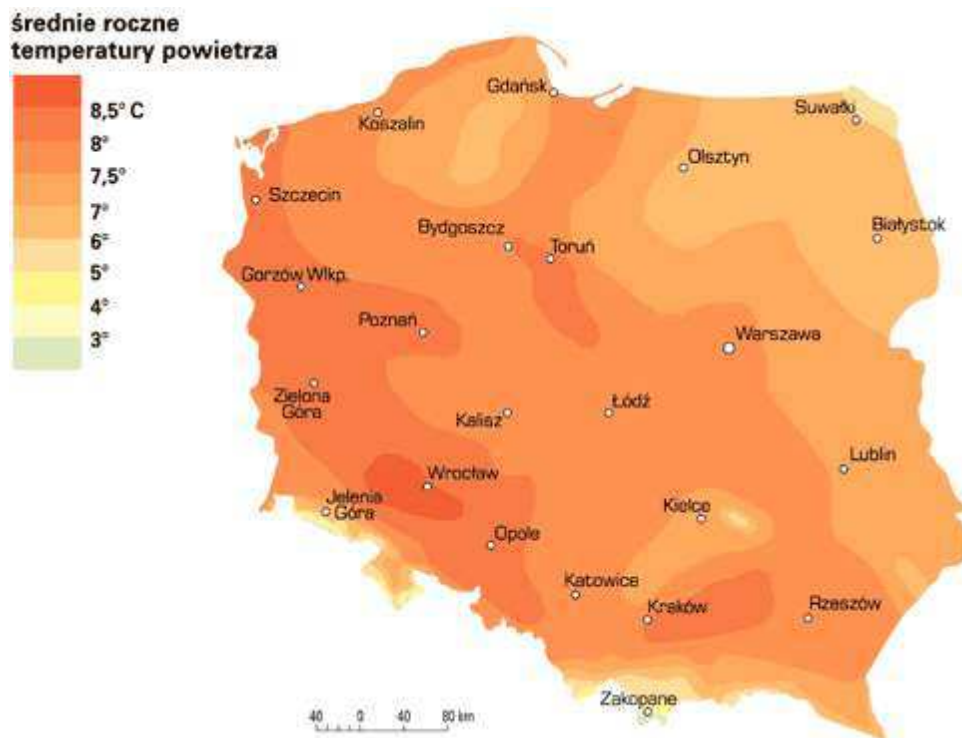 średnie roczne
temperatury powietrza
8,5° C
8°
7,5°
7°
6°
5°
4°
3°
Gdańsk
Suwałki
Koszalin
Olsztyn
Szczecin
Białystok
Bydgoszcz
Toruń
Gorzów Wlkp.
Poznań
Warszawa
Zielona
Góra
Kalisz
Łódź
Wrocław
Lublin
Jelenia
Góra
Kielce
Opole
Katowice
Kraków
Rzeszów
Zakopane
40 0 40 80 km